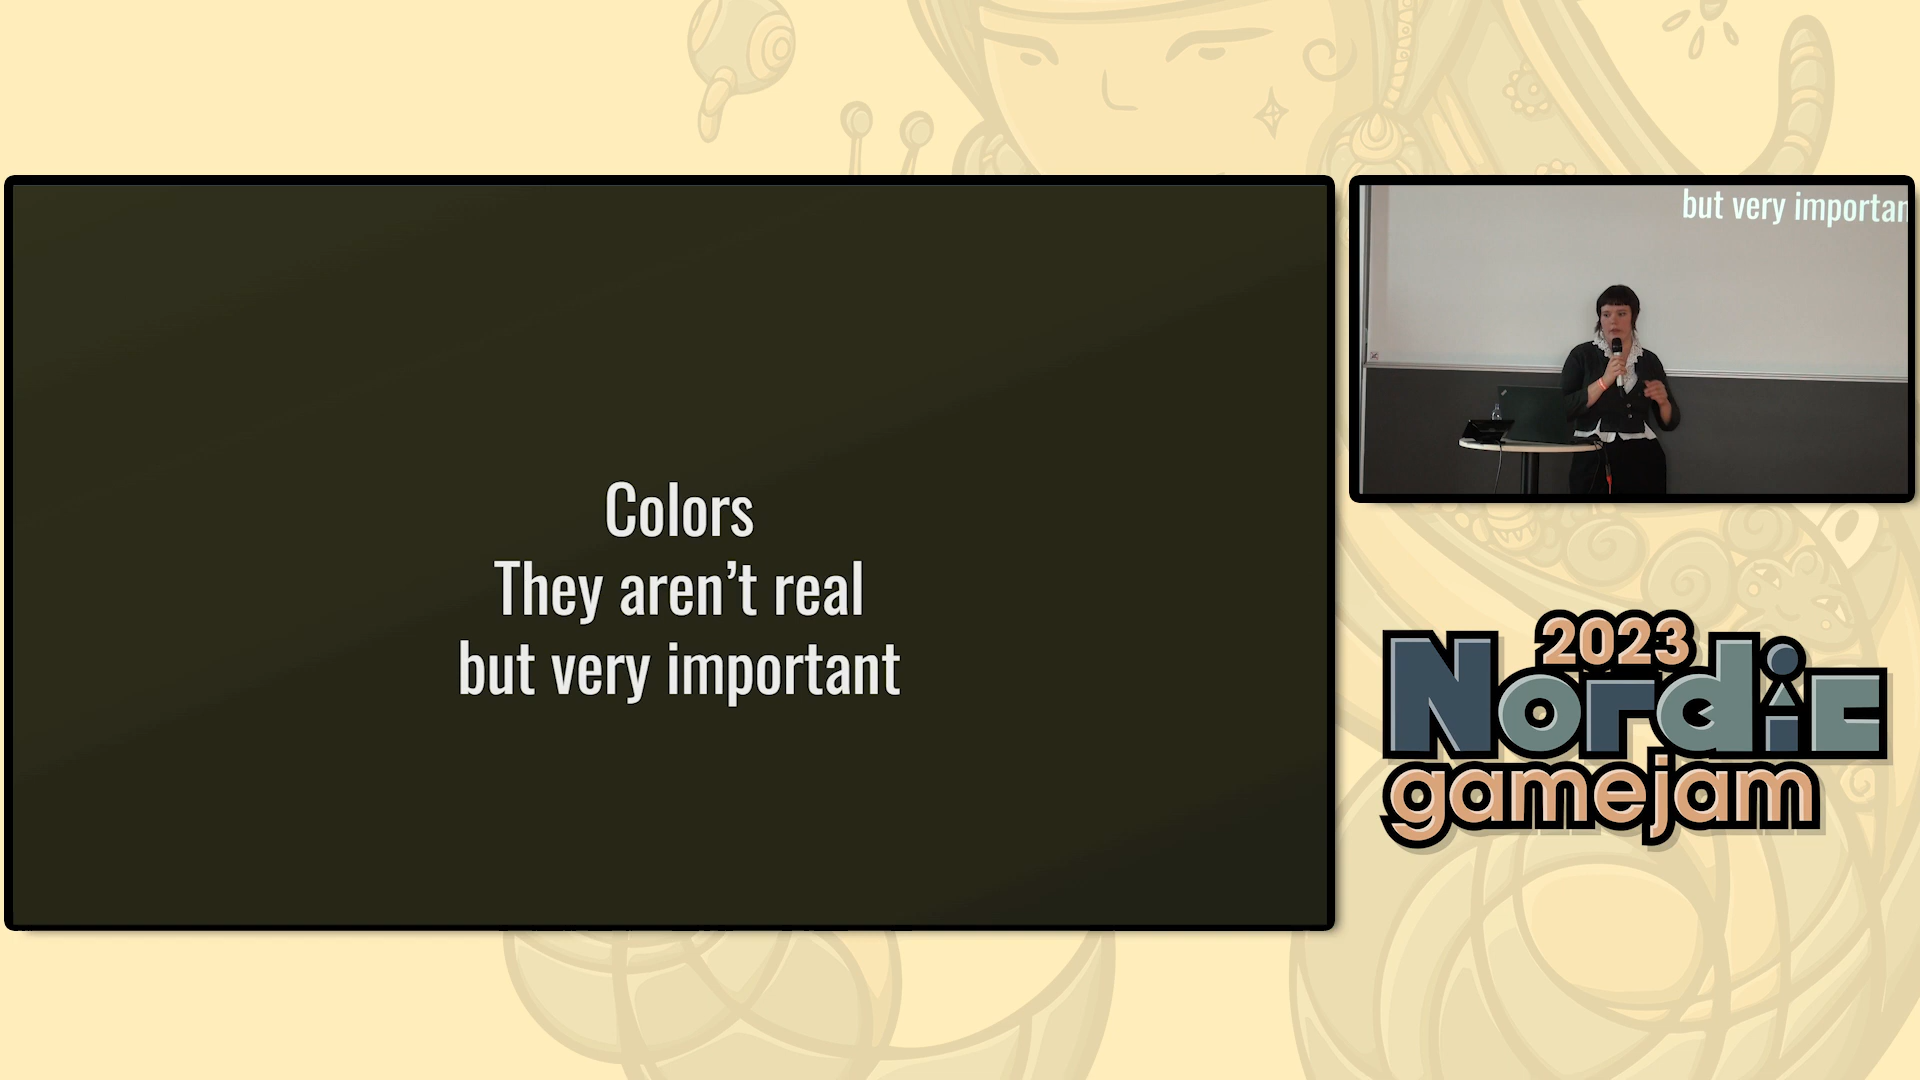 Colors
They aren’t real
but very important
but very importan
2023
Nordic
gamejam